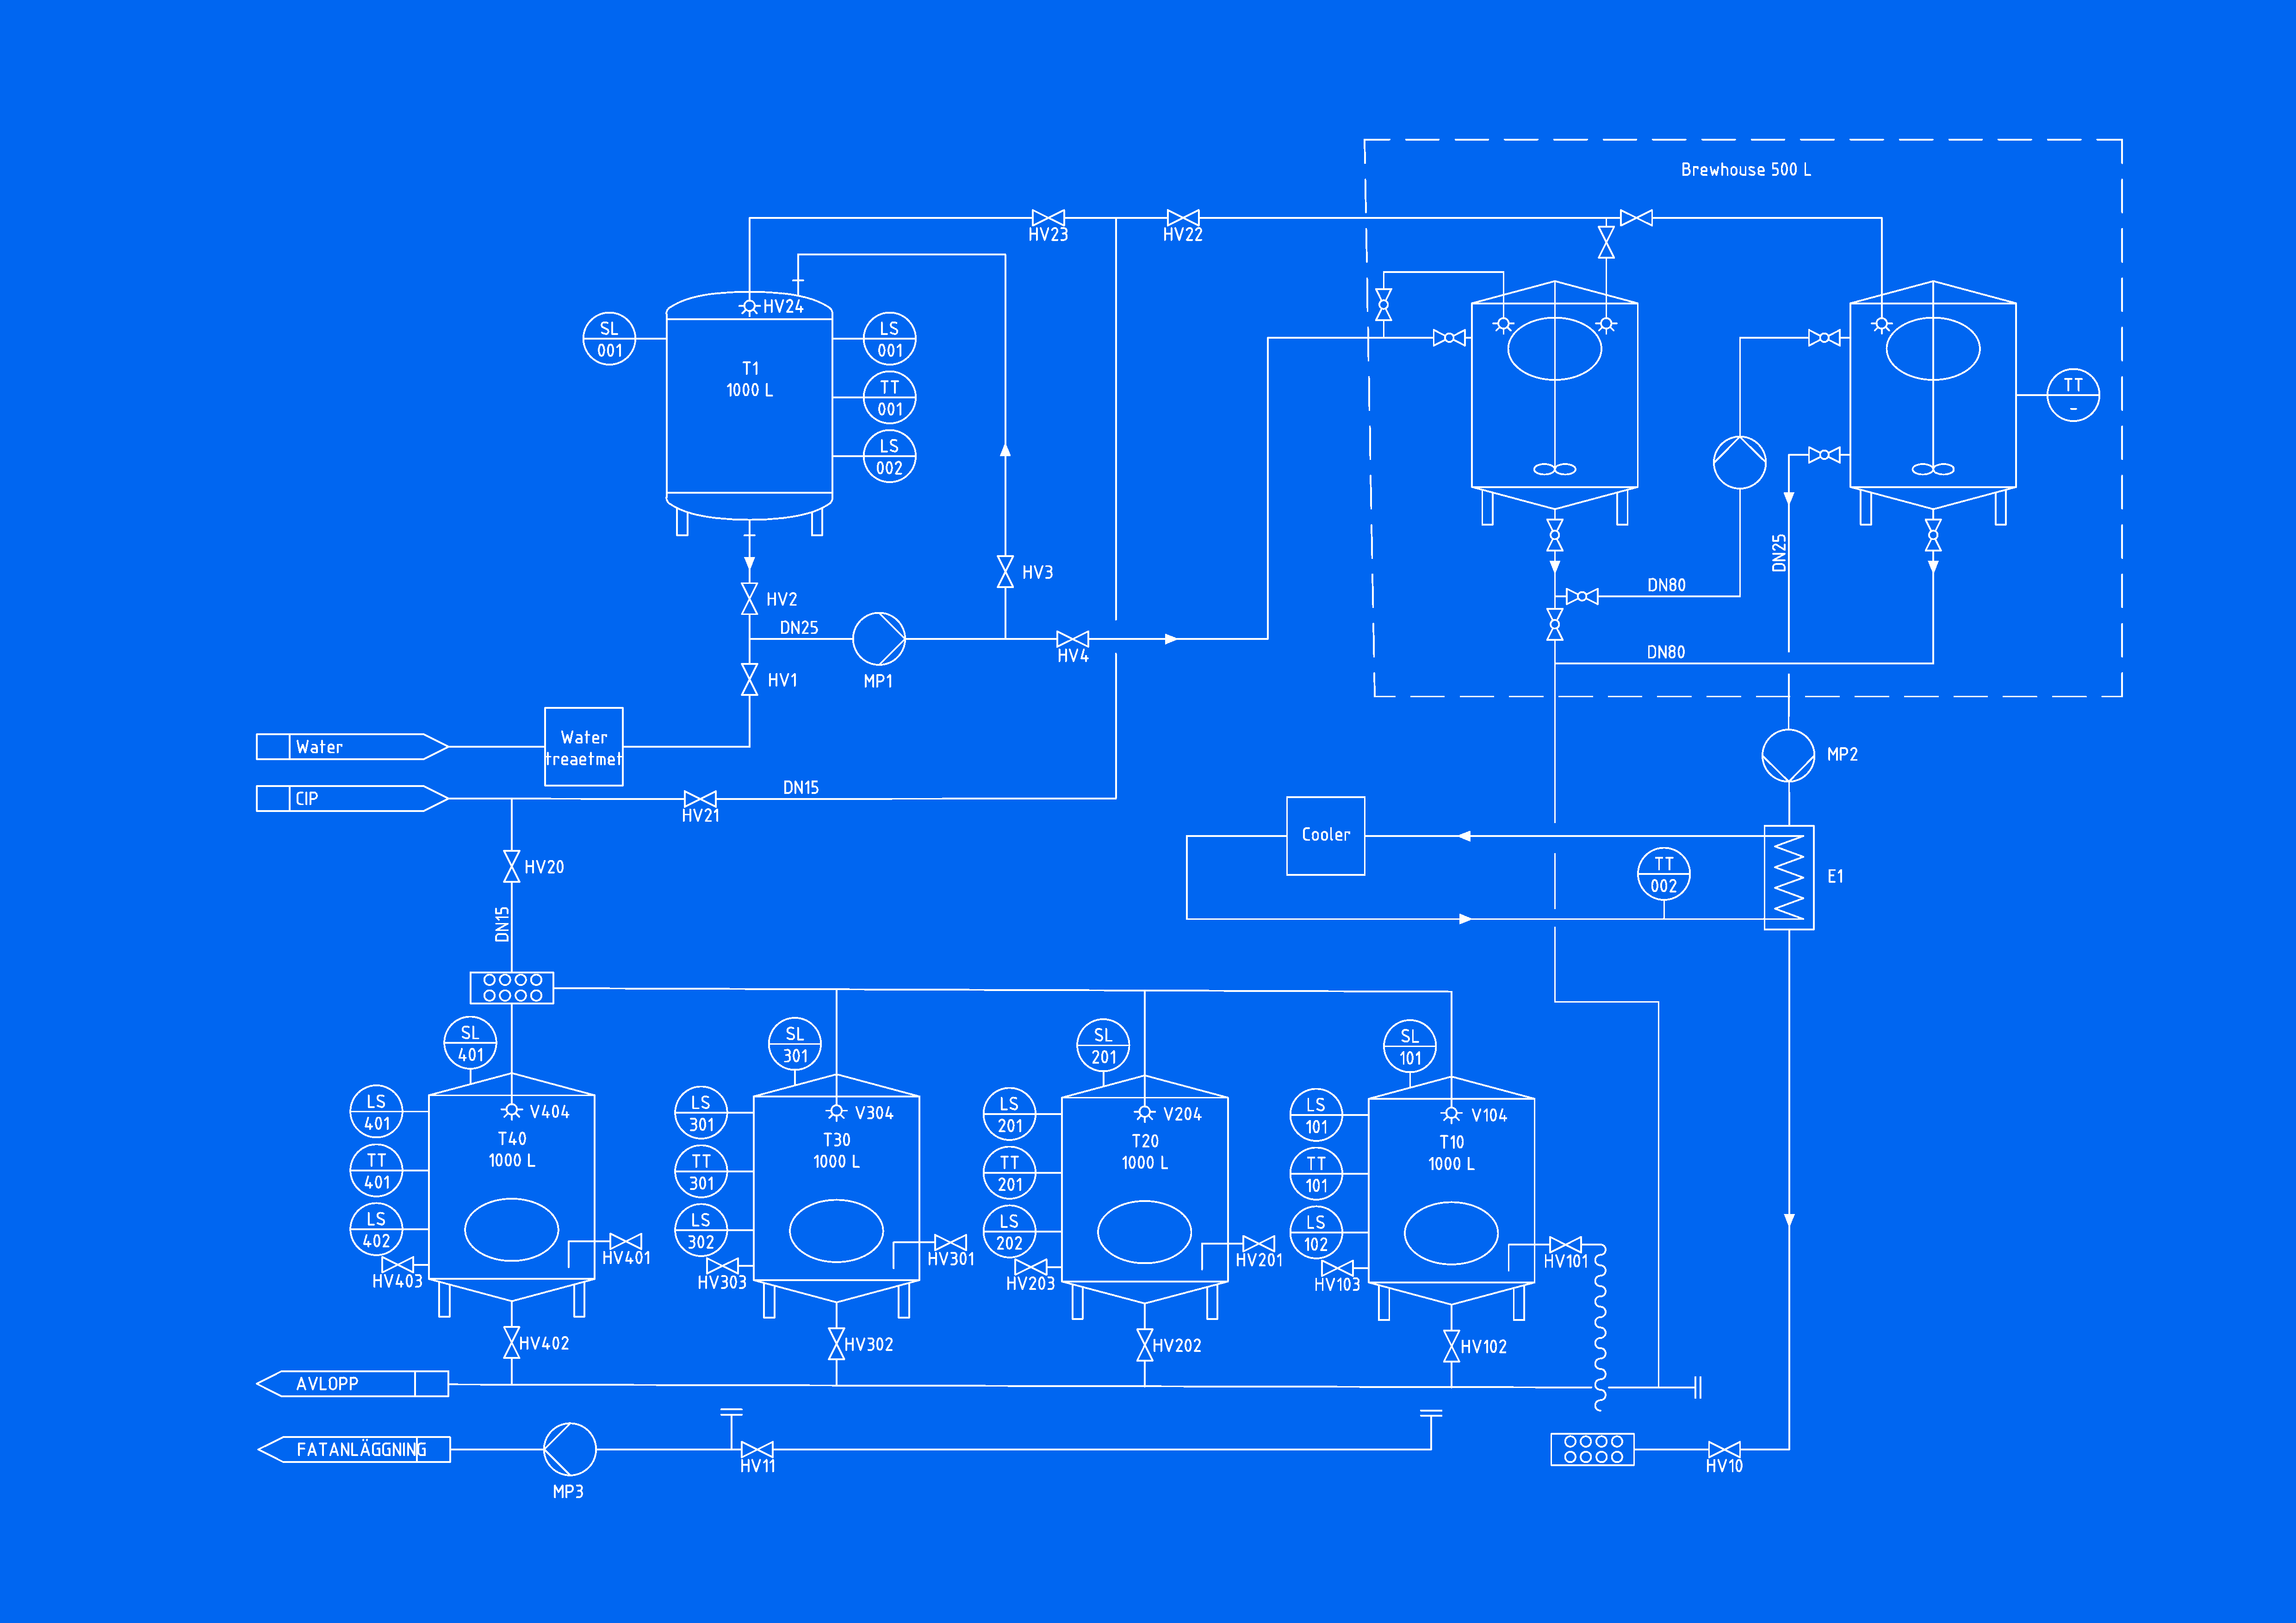 Brewhouse 500 L
HV23
HV22
HV24
SL
001
LS
001
T1
1000 L
TT
001
LS
002
TT
-
HV3
HV2
DN25
HV4
HV1
MP1
DN25
DN80
DN80
Water
Water
treaetmet
MP2
CIP
DN15
HV21
Cooler
HV20
TT
002
E1
DN15
SL
401
SL
301
SL
201
SL
101
LS
401
V404
T40
1000 L
TT
401
LS
402
HV401
HV403
HV402
LS
301
V304
T30
1000 L
TT
301
LS
302
HV301
HV303
HV302
LS
201
V204
T20
1000 L
TT
201
LS
202
HV201
HV203
HV202
LS
101
V104
T10
1000 L
TT
101
LS
102
HV101
HV103
HV102
AVLOPP
FATANLÄGGNING
HV11
HV10
MP3